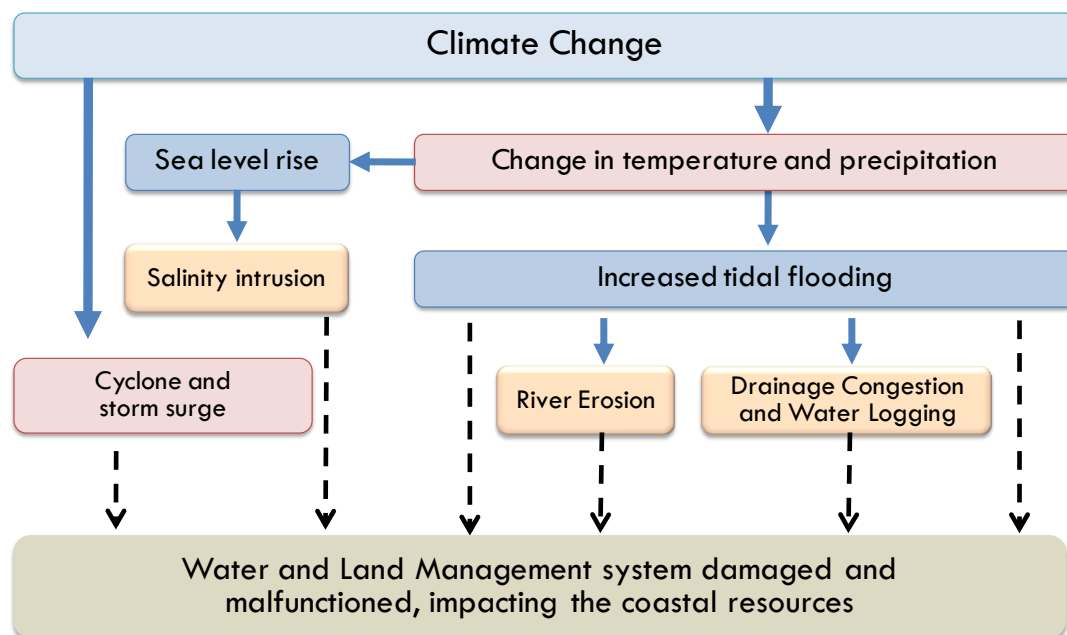 Climate Change
Sea level rise
Change in temperature and precipitation
Salinity intrusion
Increased tidal flooding
Cyclone and
storm surge
River Erosion
Drainage Congestion
and Water Logging
Water and Land Management system damaged and
malfunctioned, impacting the coastal resources